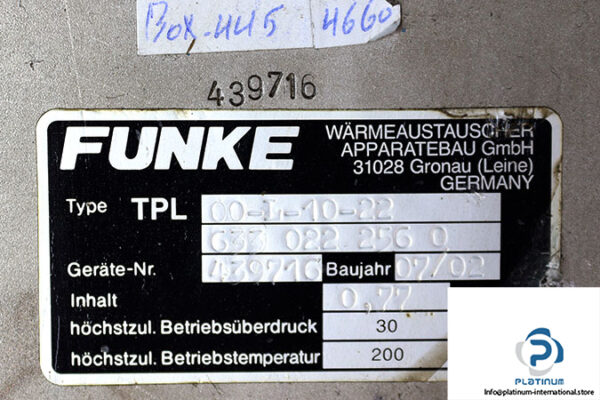 Box-445 4660
439716
FUNKE
WÄRMEAUSTAUSCHER
APPARATEBAU GmbH
31028 Gronau (Leine)
GERMANY
Type TPL 00-L-10-22
633 022 256 0
Geräte-Nr. 439716 Baujahr 07/02
Inhalt 0,77
höchstzul. Betriebsüberdruck 30
höchstzul. Betriebstemperatur 200
PLATINUM
info@platinum-international.store